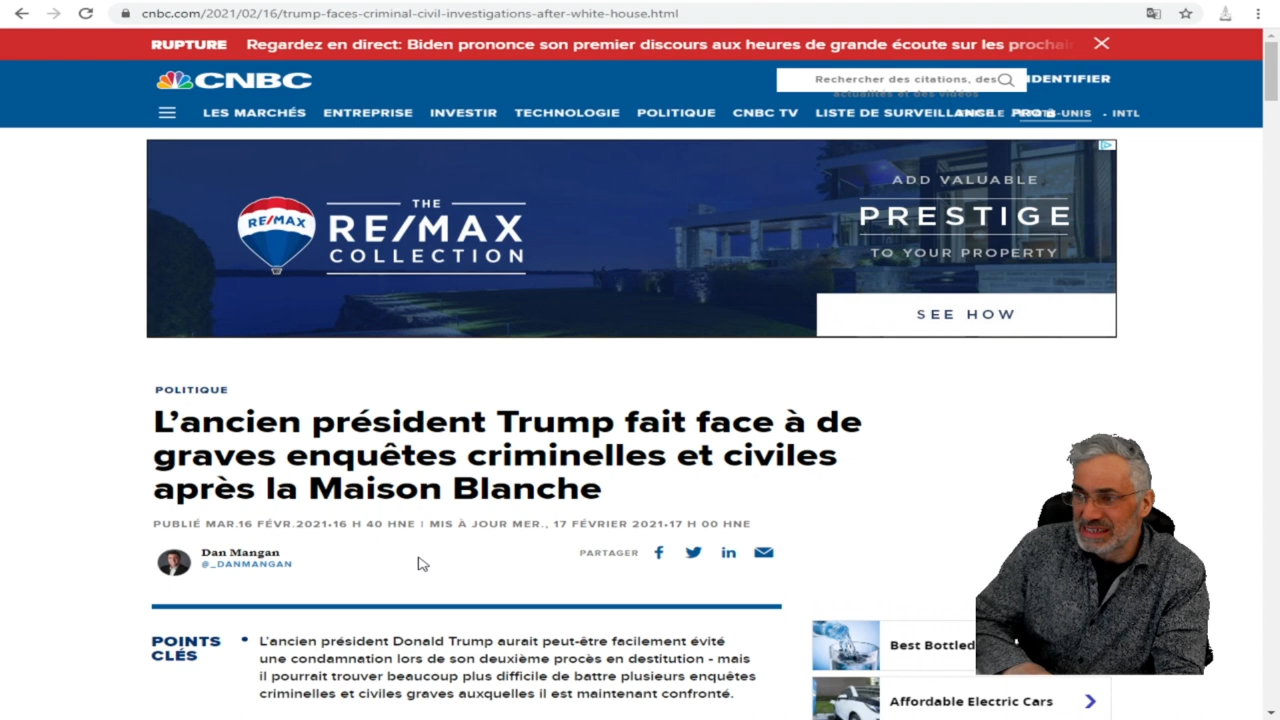 cnbc.com/2021/02/16/trump-faces-criminal-civil-investigations-after-white-house.html
RUPTURE Regardez en direct: Biden prononce son premier discours aux heures de grande écoute sur les
CNBC
Rechercher des citations, des
actualités et des vidéos
IDENTIFIER
LES MARCHÉS ENTREPRISE INVESTIR TECHNOLOGIE POLITIQUE CNBC TV LISTE DE SURVEILLANCE
INTL
THE
RE/MAX
COLLECTION
RE/MAX
ADD VALUABLE
PRESTIGE
TO YOUR PROPERTY
SEE HOW
POLITIQUE
L'ancien président Trump fait face à de
graves enquêtes criminelles et civiles
après la Maison Blanche
PUBLIÉ MAR.16 FÉVR.2021•16 H 40 HNE | MIS À JOUR MER., 17 FÉVRIER 2021•17 H 00 HNE
Dan Mangan
@_DANMANGAN
PARTAGER
POINTS
CLÉS
• L'ancien président Donald Trump aurait peut-être facilement évité
une condamnation lors de son deuxième procès en destitution - mais
il pourrait trouver beaucoup plus difficile de battre plusieurs enquêtes
criminelles et civiles graves auxquelles il est maintenant confronté.
Best Bottled
Affordable Electric Cars